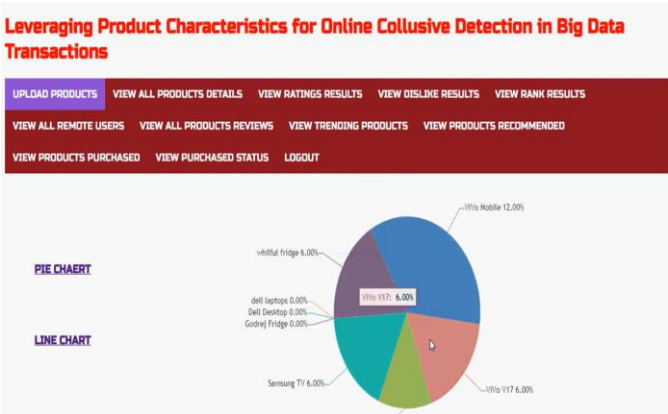 Leveraging Product Characteristics for Online Collusive Detection in Big Data
Transactions
UPLOAD PRODUCTS VIEW ALL PRODUCTS DETAILS VIEW RATINGS RESULTS VIEW DISLIKE RESULTS VIEW RANK RESULTS
VIEW ALL REMOTE USERS VIEW ALL PRODUCTS REVIEWS VIEW TRENDING PRODUCTS VIEW PRODUCTS RECOMMENDED
VIEW PRODUCTS PURCHASED VIEW PURCHASED STATUS LOGOUT
ViVo Mobile 12.00%
whilful fridge 6.00%
PIE CHAERT
dell laptops 0.00%
ViVo V17: 6.00%
Dell Desktop 0.00%
Godrej Fridge 0.00%
LINE CHART
Samsung TV 6.00%
ViVo V17 6.00%